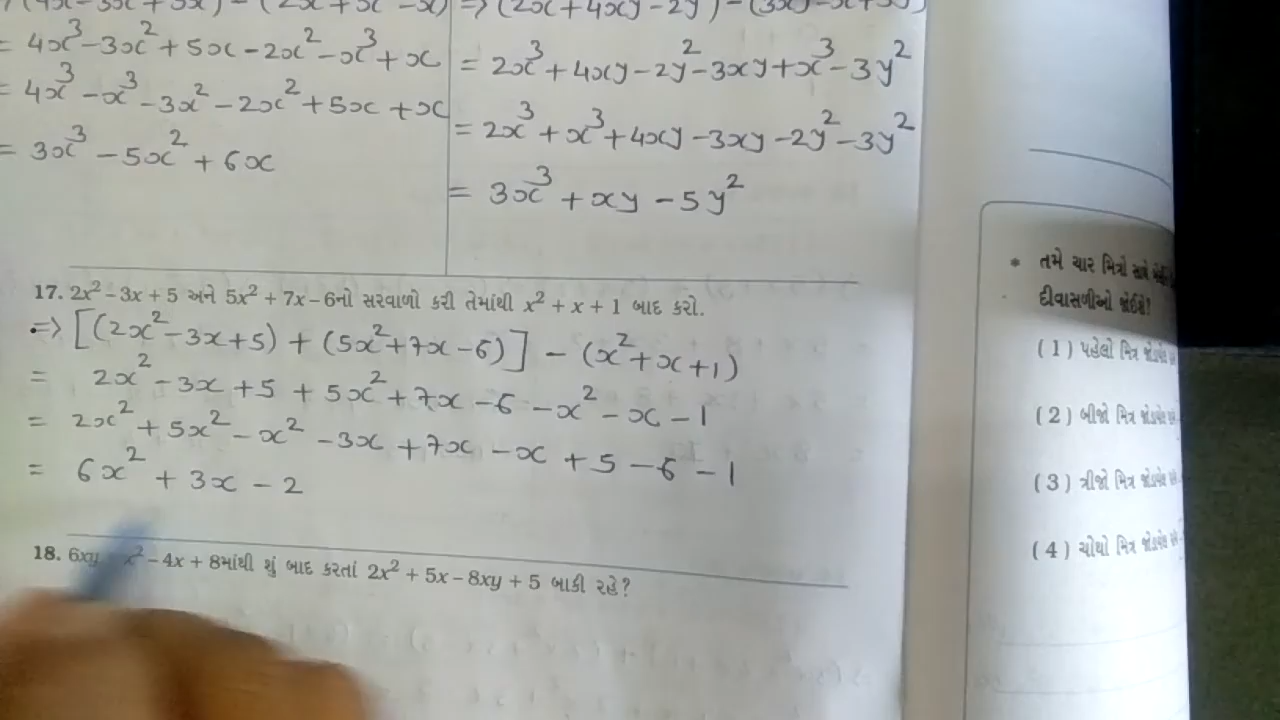 = 4x³ - 3x² + 5x - 2x² - x³ + x
= 4x³ - x³ - 3x² - 2x² + 5x + x
= 3x³ - 5x² + 6x
= 2x³ + 4xy - 2y² - 3xy + x³ - 3y²
= 2x³ + x³ + 4xy - 3xy - 2y² - 3y²
= 3x³ + xy - 5y²
17. 2x² - 3x + 5 અને 5x² + 7x - 6નો સરવાળો કરી તેમાંથી x² + x + 1 બાદ કરો.
=> [(2x² - 3x + 5) + (5x² + 7x - 6)] - (x² + x + 1)
= 2x² - 3x + 5 + 5x² + 7x - 6 - x² - x - 1
= 2x² + 5x² - x² - 3x + 7x - x + 5 - 6 - 1
= 6x² + 3x - 2
18. 6xy x² - 4x + 8માંથી શું બાદ કરતાં 2x² + 5x - 8xy + 5 બાકી રહે?
* તમે ચાર મિત્રો સાથે
દીવાસળીઓ જોઈશે?
(1) પહેલો મિત્ર
(2) બીજો મિત્ર
(3) ત્રીજો મિત્ર
(4) ચોથો મિત્ર